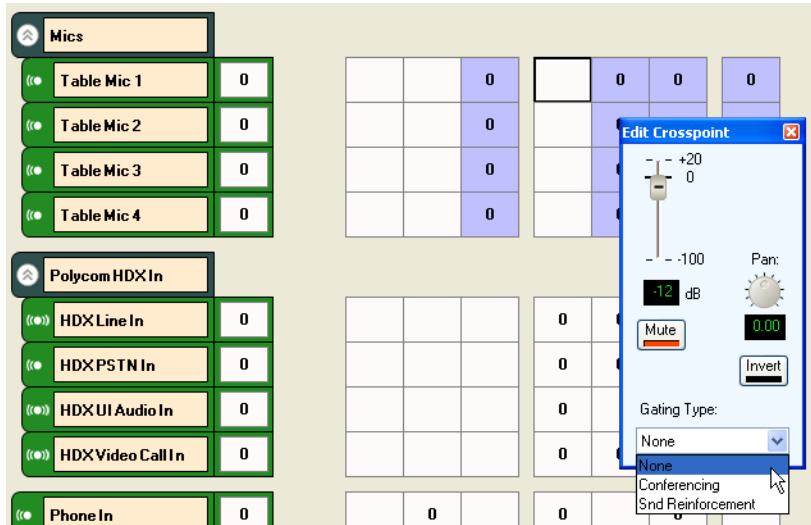 Mics
Table Mic 1 0 0 0 0 0
Table Mic 2 0 0
Table Mic 3 0 0
Table Mic 4 0 0
Polycom HDX In
HDX Line In 0 0
HDX PSTN In 0 0
HDX UI Audio In 0 0
HDX Video Call In 0 0
Phone In 0 0 0
Edit Crosspoint
+20
0
-100
Pan:
-12 dB
0.00
Mute
Invert
Gating Type:
None
None
Conferencing
Snd Reinforcement